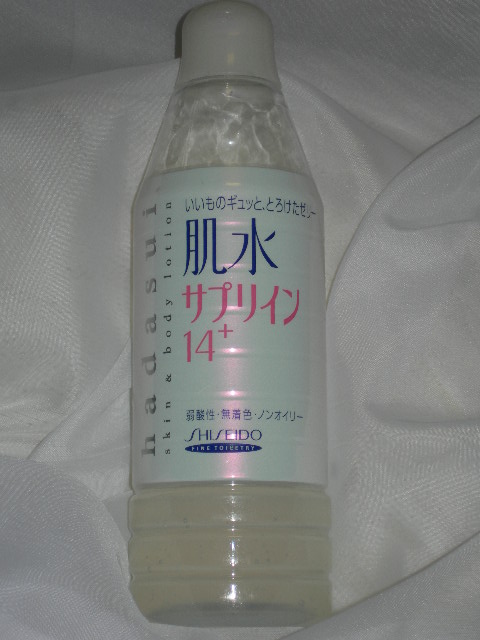 いいものギュッと、とろけたゼリー
肌水
サプリイン
14+
弱酸性・無着色・ノンオイリー
SHISEIDO
FINE TOILETRY
hadasui
skin & body lotion